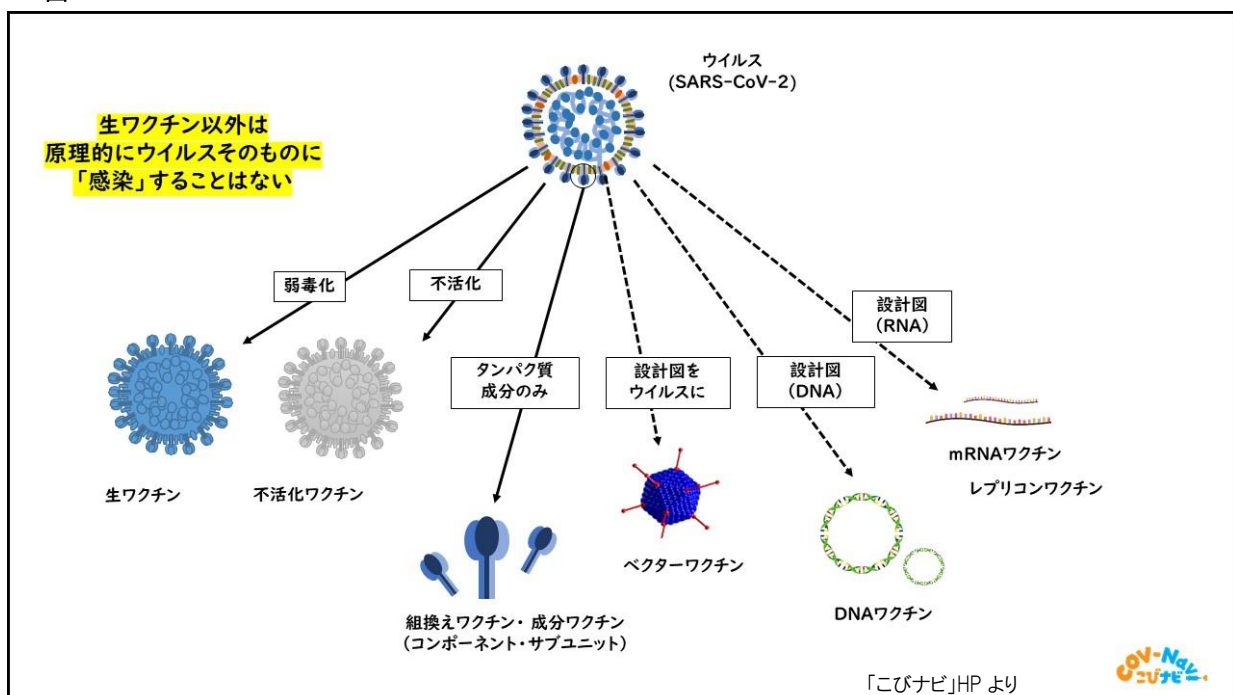 ウイルス
(SARS-CoV-2)
生ワクチン以外は
原理的にウイルスそのものに
「感染」することはない
弱毒化
不活化
タンパク質
成分のみ
設計図を
ウイルスに
設計図
(DNA)
設計図
(RNA)
生ワクチン
不活化ワクチン
組換えワクチン・成分ワクチン
(コンポーネント・サブユニット)
ベクターワクチン
DNAワクチン
mRNAワクチン
レプリコンワクチン
「こびナビ」HP より
COV-Navi
こびナビ